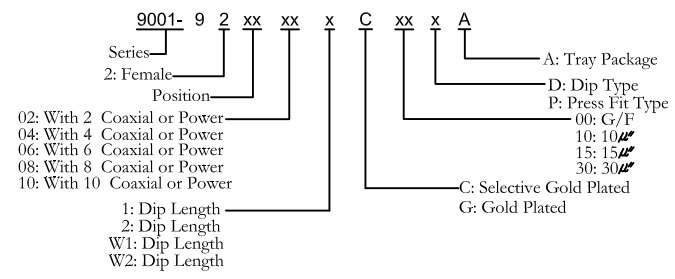 9001- 9 2 xx xx x C xx x A
Series
2: Female
Position
02: With 2 Coaxial or Power
04: With 4 Coaxial or Power
06: With 6 Coaxial or Power
08: With 8 Coaxial or Power
10: With 10 Coaxial or Power
1: Dip Length
2: Dip Length
W1: Dip Length
W2: Dip Length
A: Tray Package
D: Dip Type
P: Press Fit Type
00: G/F
10: 10μ"
15: 15μ"
30: 30μ"
C: Selective Gold Plated
G: Gold Plated